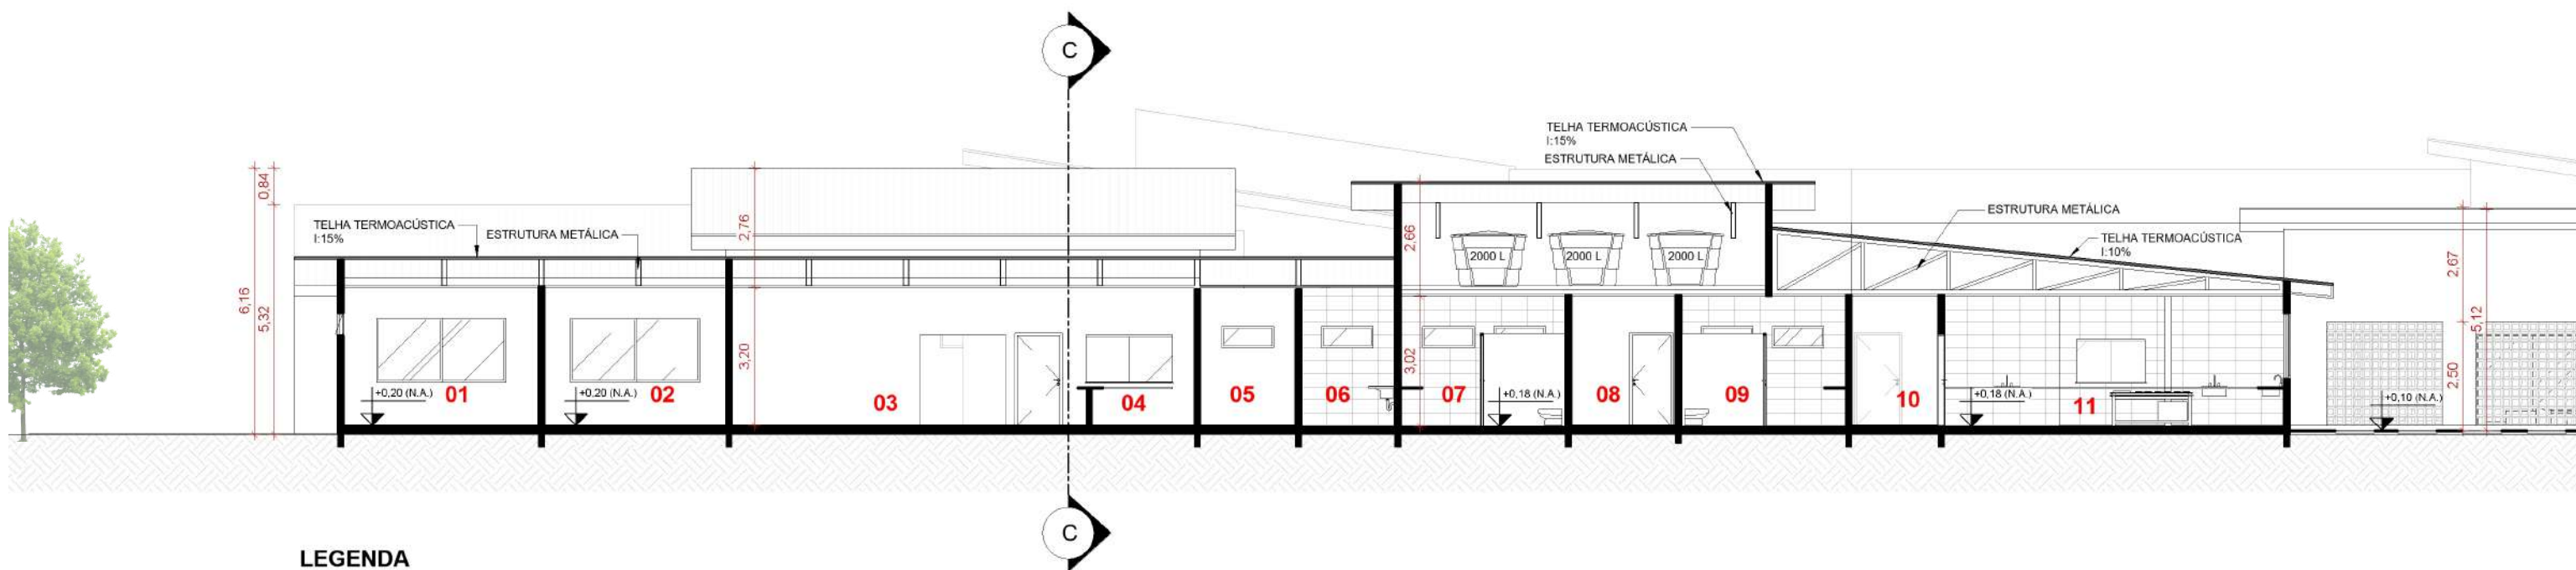 C
TELHA TERMOACÚSTICA
I:15%
ESTRUTURA METÁLICA
0,84
6,16
5,32
TELHA TERMOACÚSTICA
I:15%
ESTRUTURA METÁLICA
2,76
3,20
2,66
3,02
2000 L
2000 L
2000 L
ESTRUTURA METÁLICA
TELHA TERMOACÚSTICA
I:10%
2,67
5,12
2,50
+0,20 (N.A.)
01
+0,20 (N.A.)
02
03
04
05
06
07
+0,18 (N.A.)
08
09
10
+0,18 (N.A.)
11
+0,10 (N.A.)
C
LEGENDA